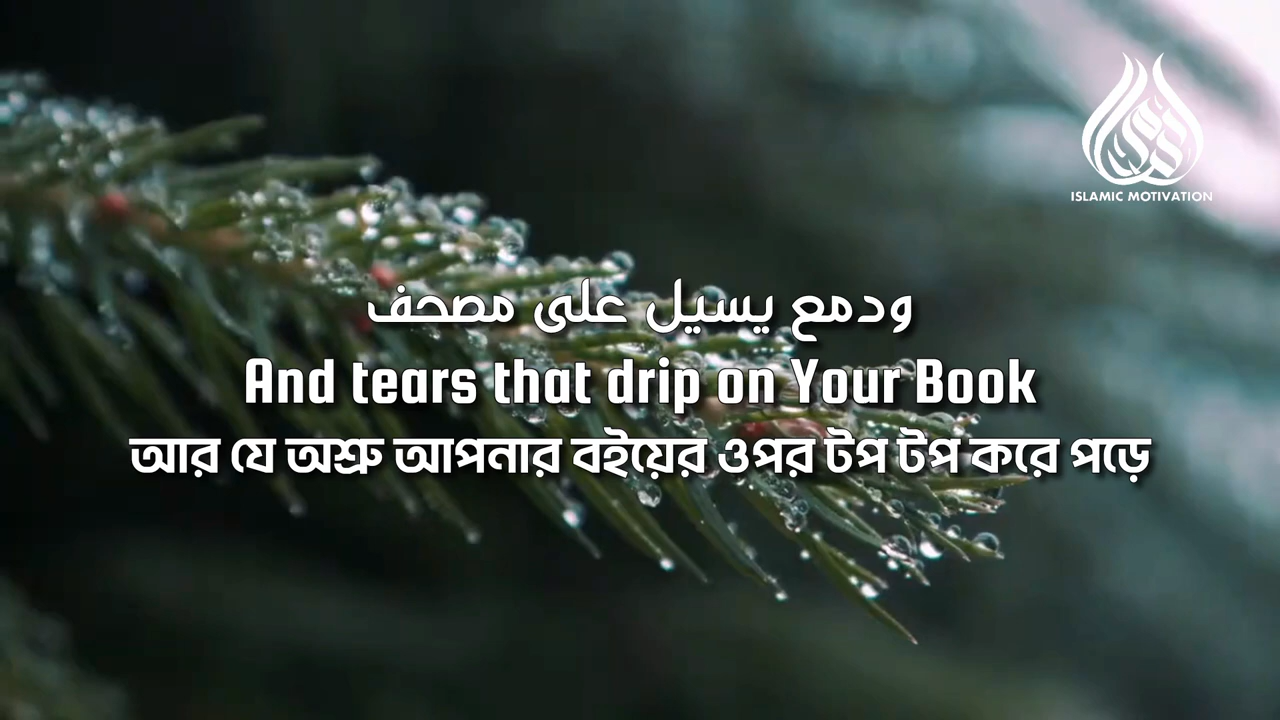 ISLAMIC MOTIVATION
ودمع يسيل على مصحف
And tears that drip on Your Book
আর যে অশ্রু আপনার বইয়ের ওপর টপ টপ করে পড়ে